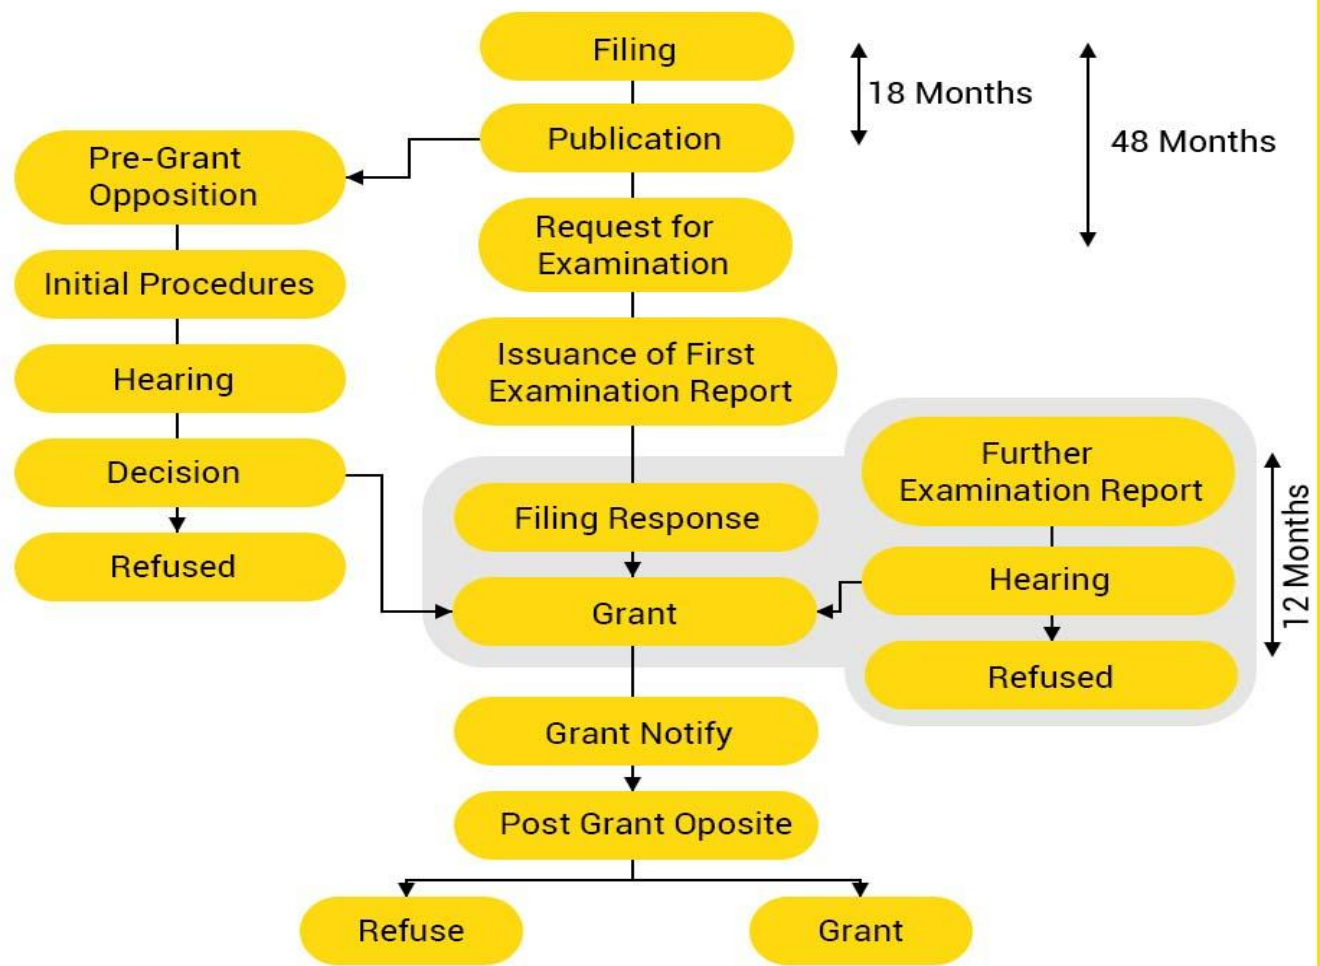 Filing
18 Months
48 Months
Publication
Pre-Grant
Opposition
Request for
Examination
Initial Procedures
Issuance of First
Examination Report
Hearing
Decision
Further
Examination Report
Filing Response
12 Months
Refused
Hearing
Grant
Refused
Grant Notify
Post Grant Oposite
Refuse
Grant